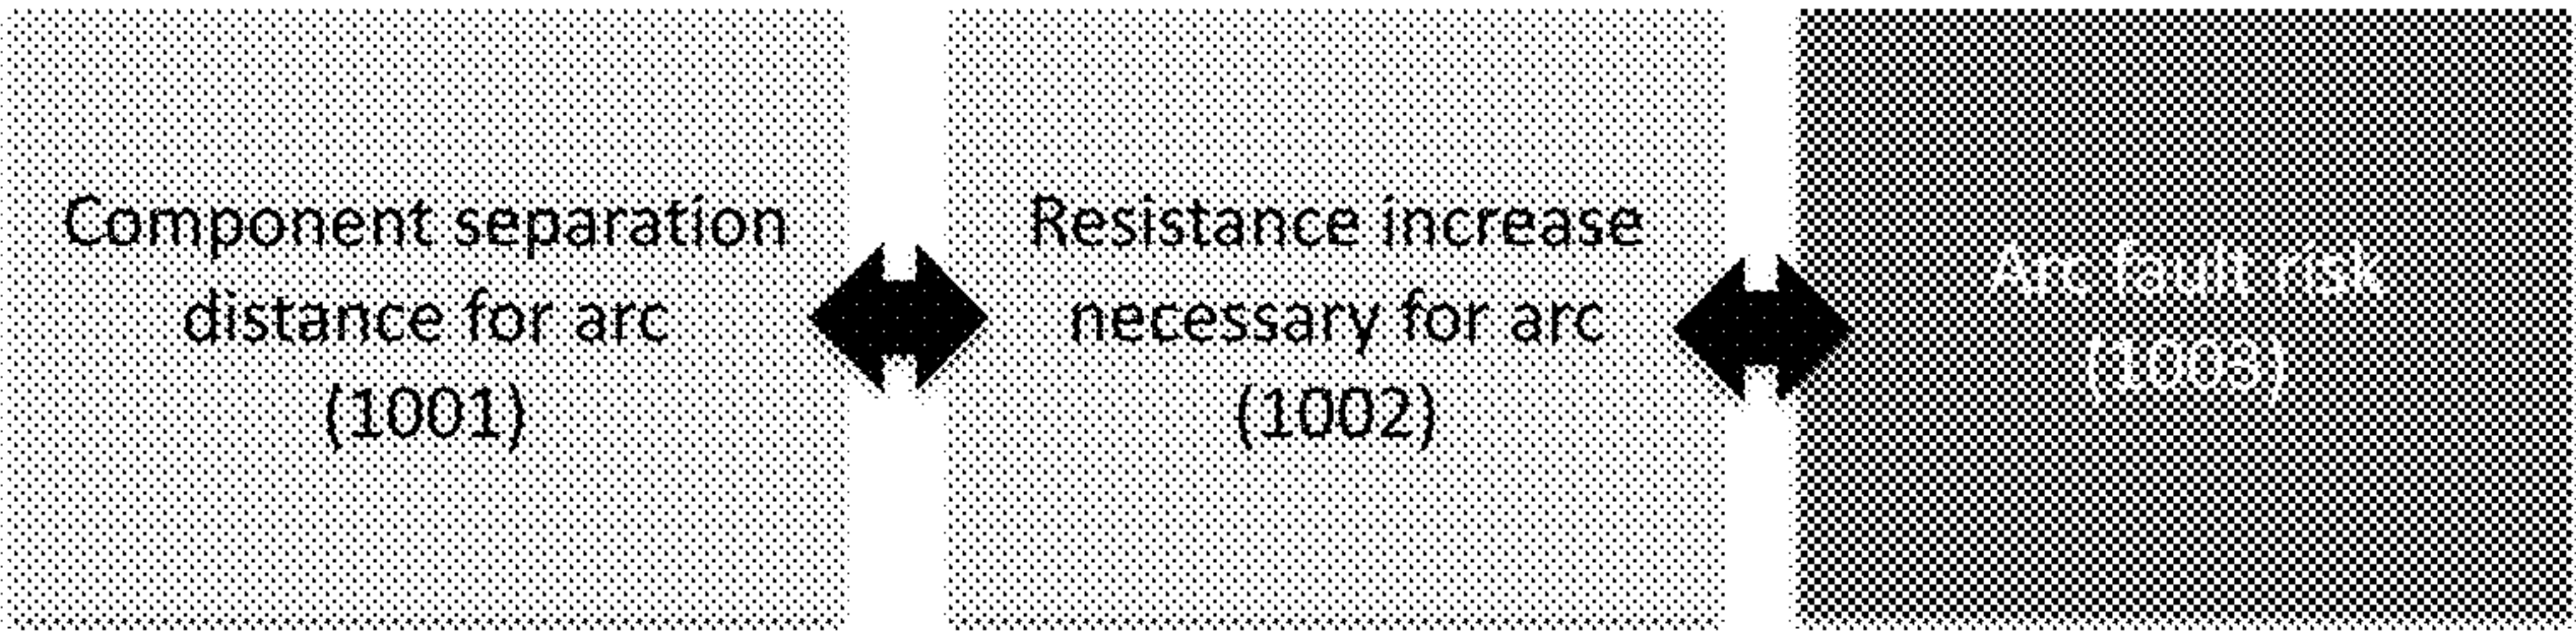 Component separation
distance for arc
(1001)
Resistance increase
necessary for arc
(1002)
Arc fault risk
(1003)